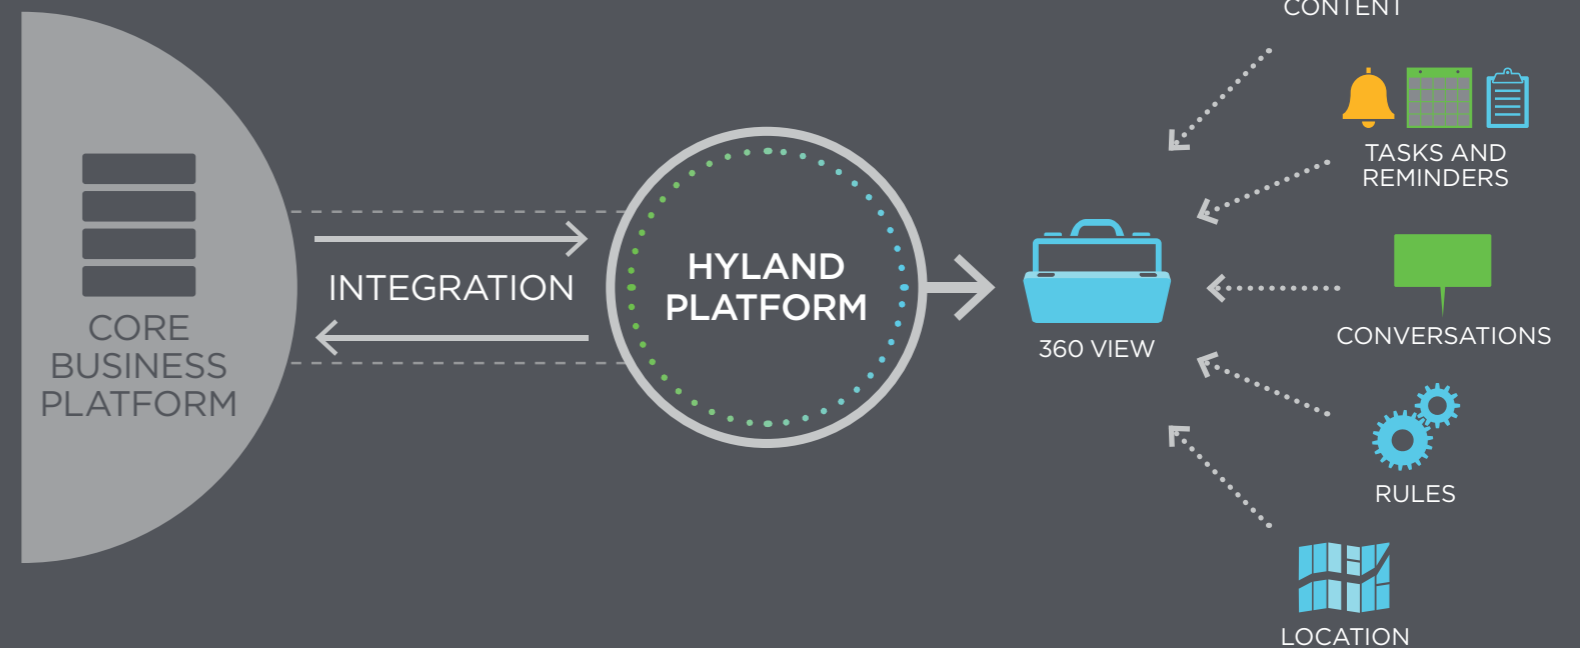 CONTENT
TASKS AND
REMINDERS
HYLAND
PLATFORM
INTEGRATION
CORE
BUSINESS
PLATFORM
360 VIEW
CONVERSATIONS
RULES
LOCATION